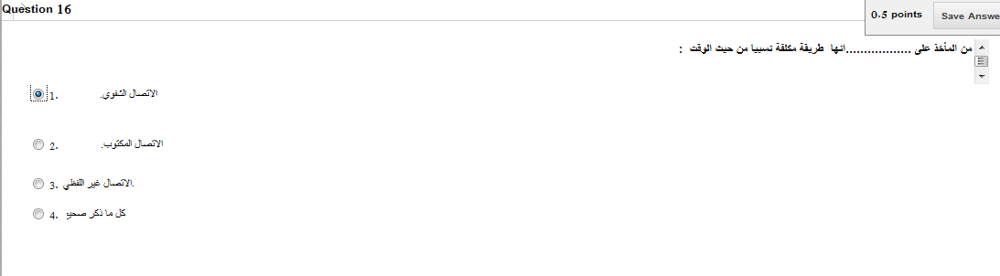 Question 16
0.5 points
Save Answe
من المأخذ على ..................انها طريقة مكلفة نسبيا من حيث الوقت :
1. الاتصال الشفوي.
2. الاتصال المكتوب.
3. الاتصال غير اللفظي.
4. كل ما ذكر صحيح